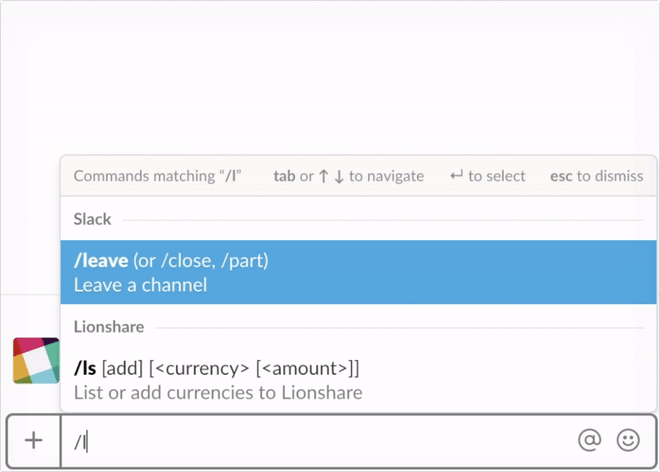 Commands matching “/l” tab or ↑ ↓ to navigate ↵ to select esc to dismiss
Slack
/leave (or /close, /part)
Leave a channel
Lionshare
/ls [add] [<currency> [<amount>]]
List or add currencies to Lionshare
+ /l @